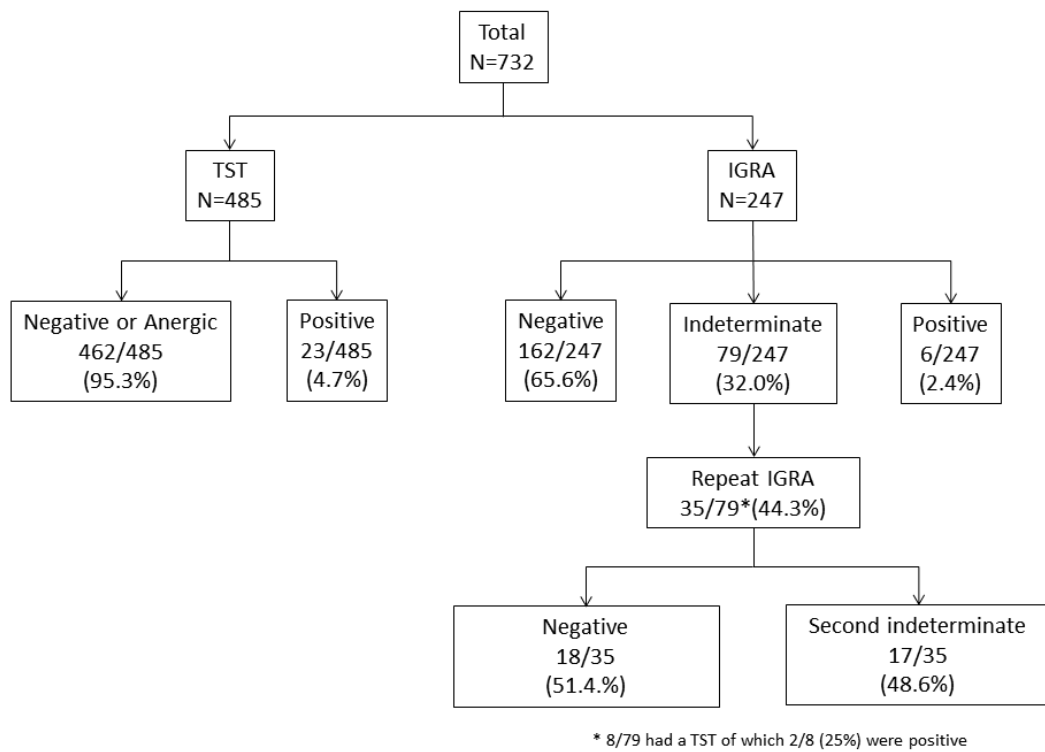 Total
N=732
TST
N=485
IGRA
N=247
Negative or Anergic
462/485
(95.3%)
Positive
23/485
(4.7%)
Negative
162/247
(65.6%)
Indeterminate
79/247
(32.0%)
Positive
6/247
(2.4%)
Repeat IGRA
35/79*(44.3%)
Negative
18/35
(51.4.%)
Second indeterminate
17/35
(48.6%)
* 8/79 had a TST of which 2/8 (25%) were positive